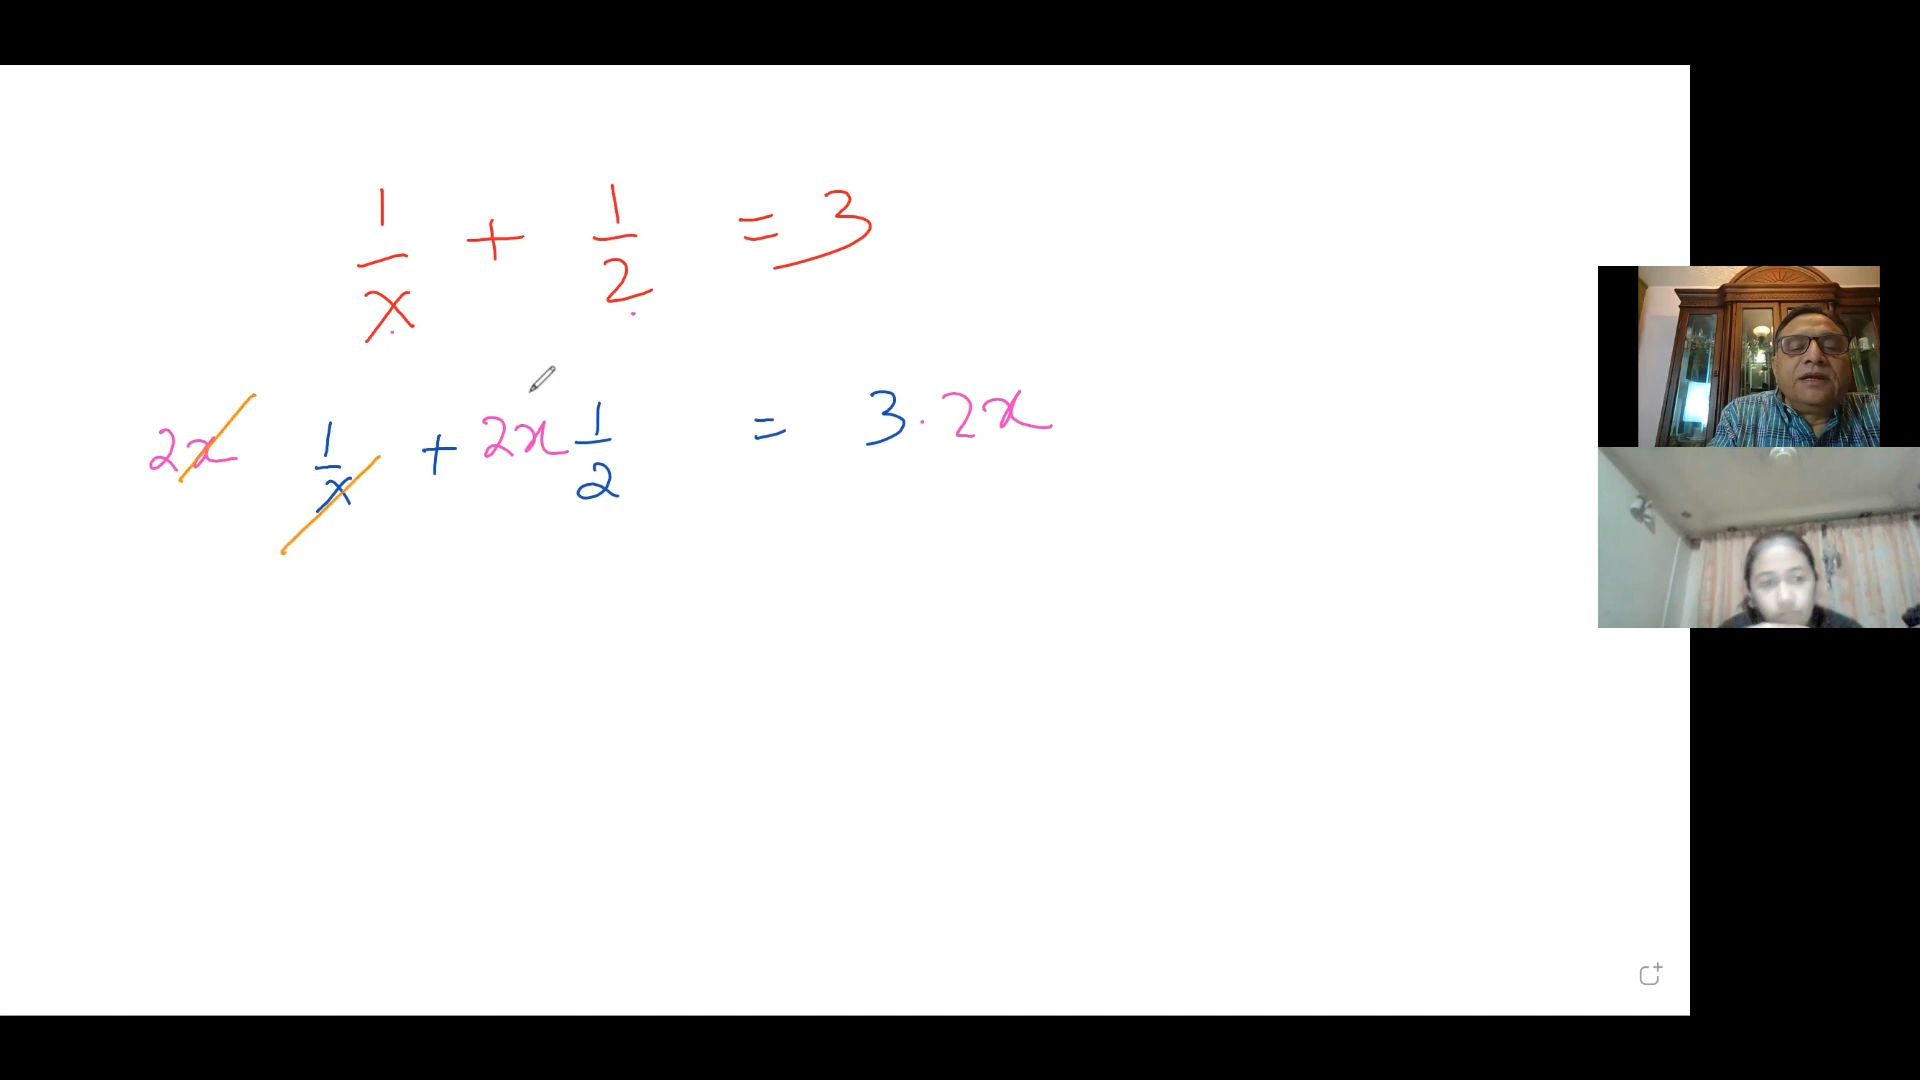 1/x + 1/2 = 3
2x 1/x + 2x 1/2 = 3 . 2x